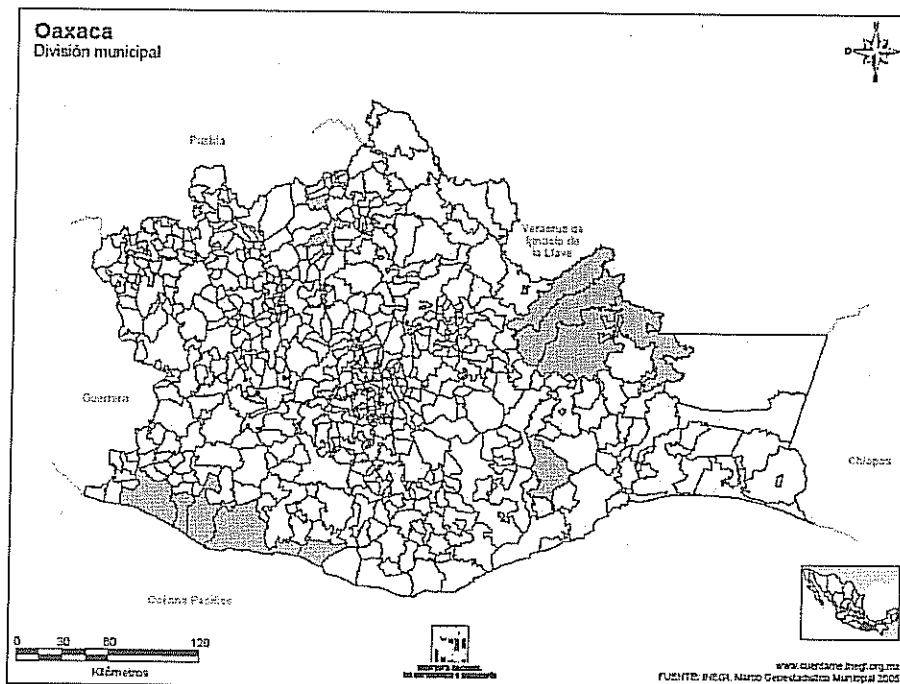 Oaxaca
División municipal
Puebla
Veracruz de
Ignacio de
la Llave
Guerrero
Chiapas
Océano Pacífico
0 30 60 120
Kilómetros
www.cuentame.inegi.org.mx
FUENTE: INEGI. Marco Geoestadístico Municipal 2005